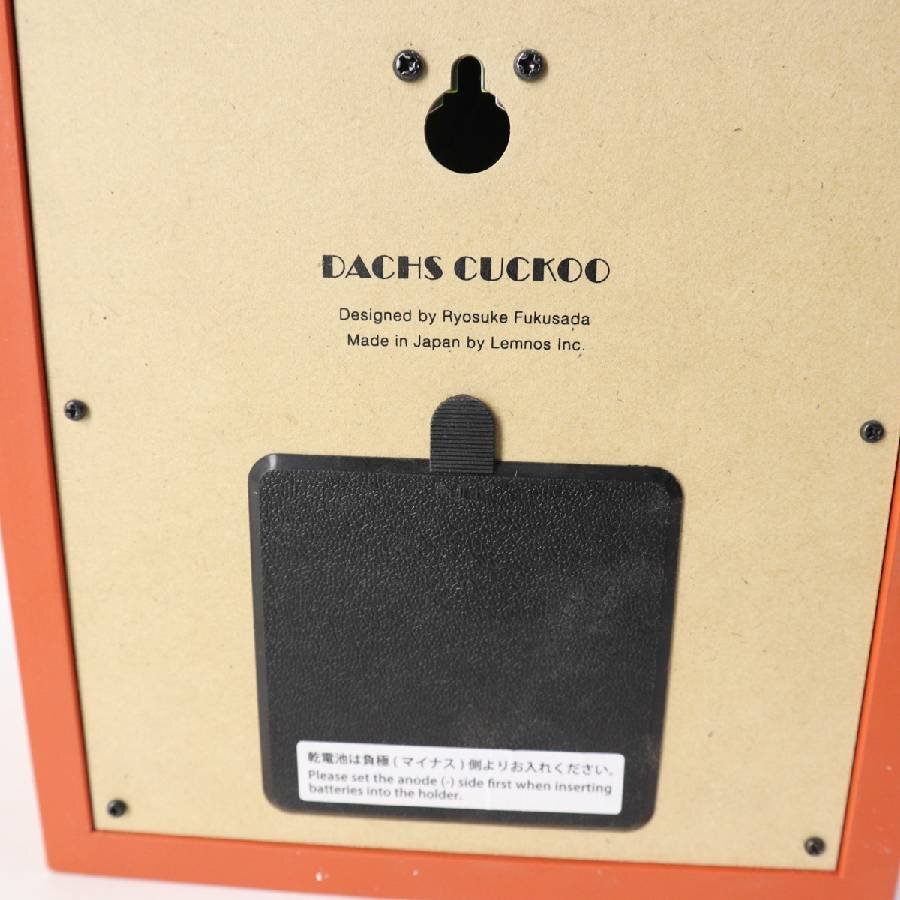 DACHS CUCKOO
Designed by Ryosuke Fukusada
Made in Japan by Lemnos Inc.
乾電池は負極(マイナス)側よりお入れください。
Please set the anode (-) side first when inserting
batteries into the holder.